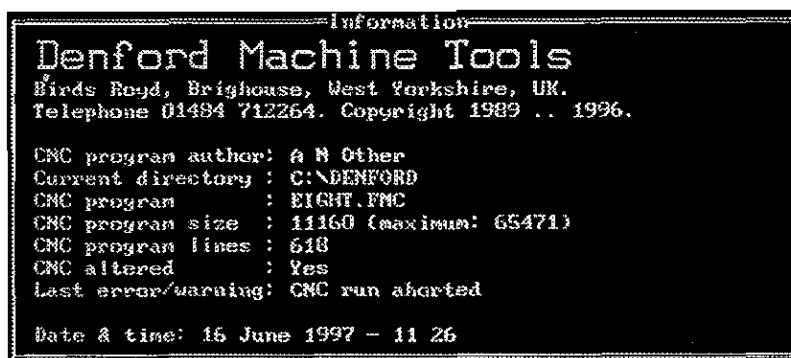 Information
Denford Machine Tools
Birds Royd, Brighouse, West Yorkshire, UK.
Telephone 01484 712264. Copyright 1989 .. 1996.
CNC program author: A N Other
Current directory : C:\DENFORD
CNC program : EIGHT.FNC
CNC program size : 11160 (maximum: 65471)
CNC program lines : 618
CNC altered : Yes
Last error/warning: CNC run aborted
Date & time: 16 June 1997 - 11 26